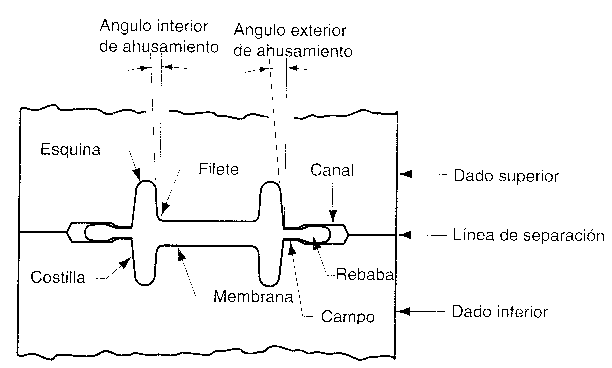 Angulo interior
de ahusamiento
Angulo exterior
de ahusamiento
Esquina
Filete
Canal
Dado superior
Línea de separación
Costilla
Membrana
Rebaba
Campo
Dado inferior